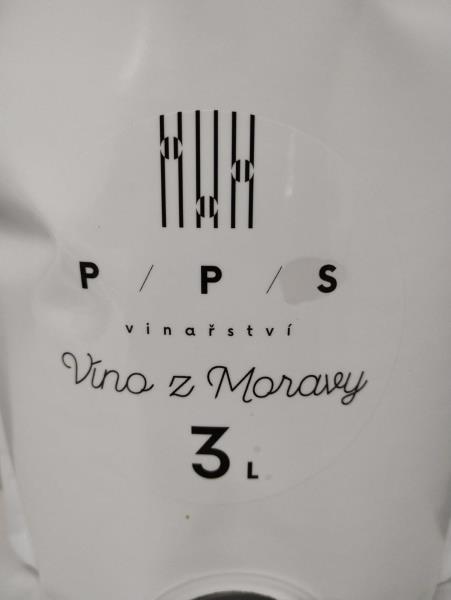 P / P / S
vinařství
Víno z Moravy
3 L